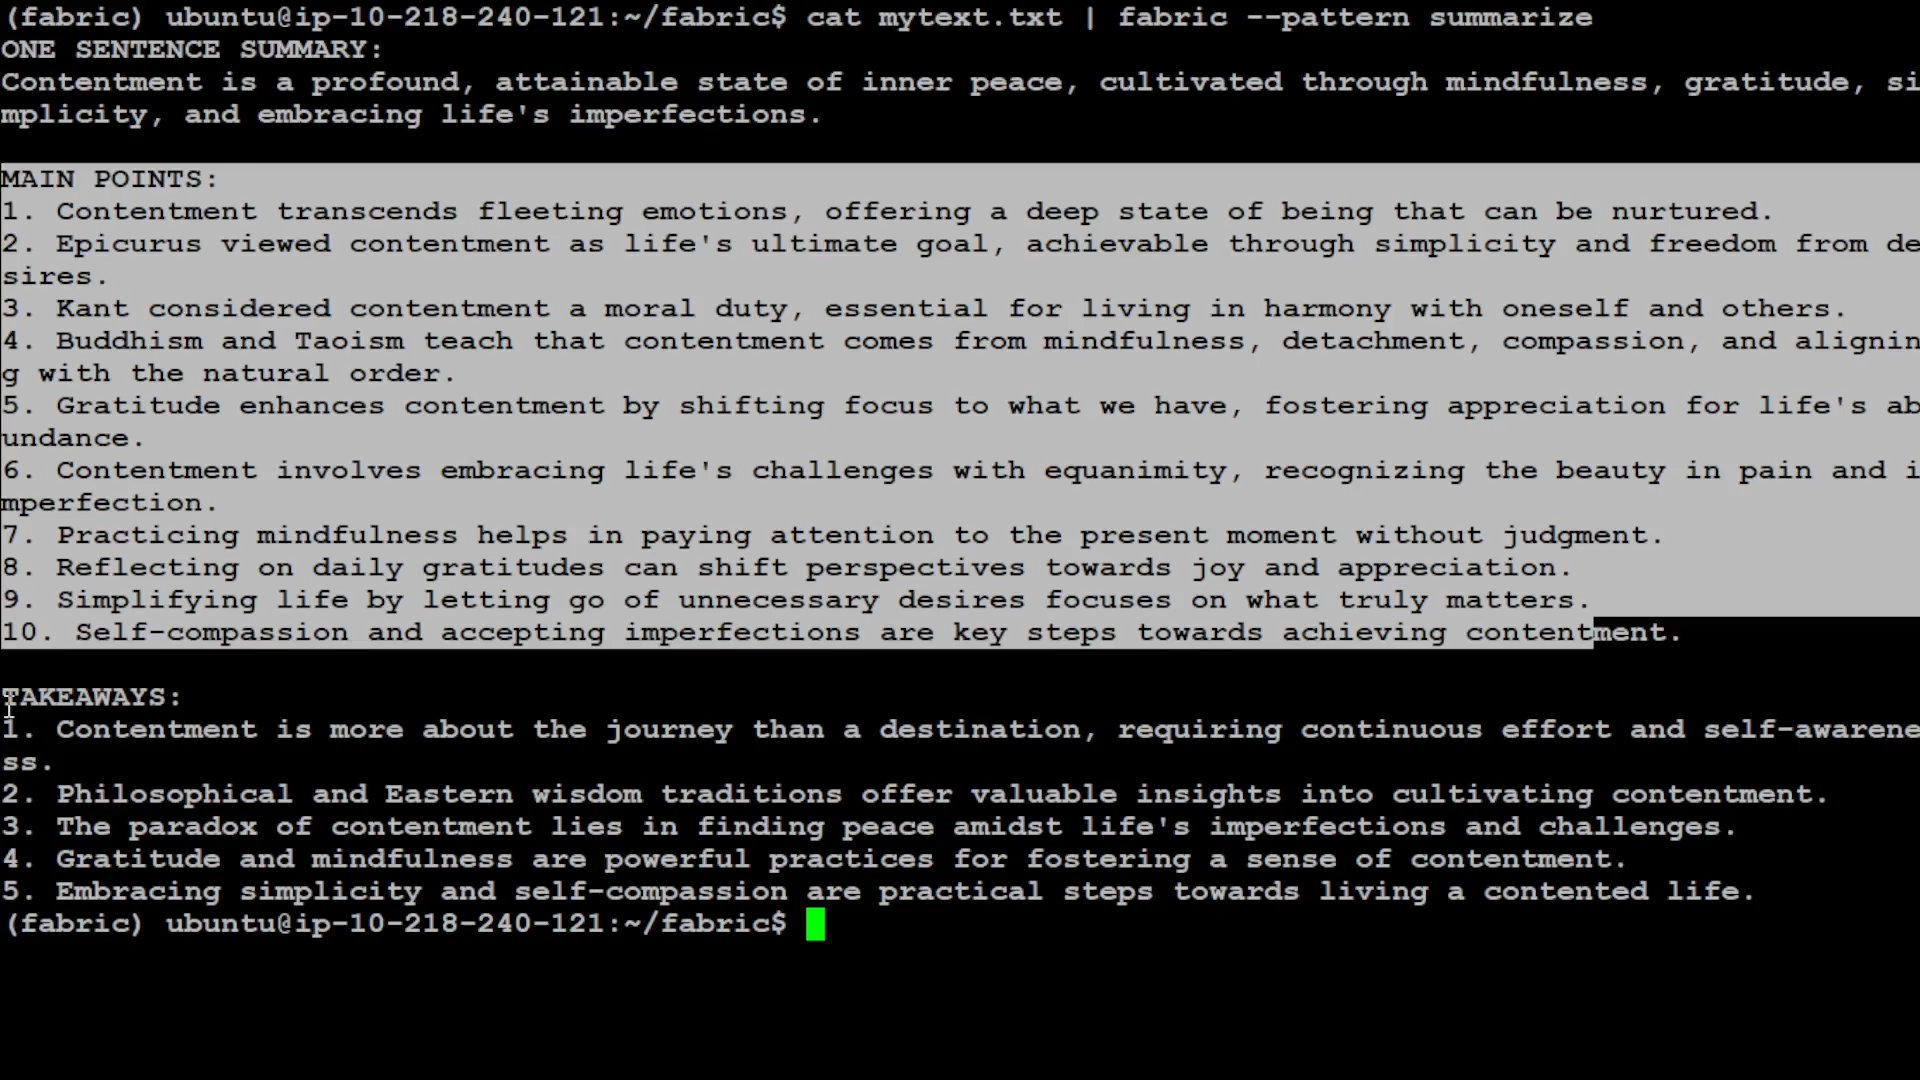 (fabric) ubuntu@ip-10-218-240-121:~/fabric$ cat mytext.txt | fabric --pattern summarize
ONE SENTENCE SUMMARY:
Contentment is a profound, attainable state of inner peace, cultivated through mindfulness, gratitude, si
mplicity, and embracing life's imperfections.
MAIN POINTS:
1. Contentment transcends fleeting emotions, offering a deep state of being that can be nurtured.
2. Epicurus viewed contentment as life's ultimate goal, achievable through simplicity and freedom from de
sires.
3. Kant considered contentment a moral duty, essential for living in harmony with oneself and others.
4. Buddhism and Taoism teach that contentment comes from mindfulness, detachment, compassion, and alignin
g with the natural order.
5. Gratitude enhances contentment by shifting focus to what we have, fostering appreciation for life's ab
undance.
6. Contentment involves embracing life's challenges with equanimity, recognizing the beauty in pain and i
mperfection.
7. Practicing mindfulness helps in paying attention to the present moment without judgment.
8. Reflecting on daily gratitudes can shift perspectives towards joy and appreciation.
9. Simplifying life by letting go of unnecessary desires focuses on what truly matters.
10. Self-compassion and accepting imperfections are key steps towards achieving contentment.
TAKEAWAYS:
1. Contentment is more about the journey than a destination, requiring continuous effort and self-awarene
ss.
2. Philosophical and Eastern wisdom traditions offer valuable insights into cultivating contentment.
3. The paradox of contentment lies in finding peace amidst life's imperfections and challenges.
4. Gratitude and mindfulness are powerful practices for fostering a sense of contentment.
5. Embracing simplicity and self-compassion are practical steps towards living a contented life.
(fabric) ubuntu@ip-10-218-240-121:~/fabric$